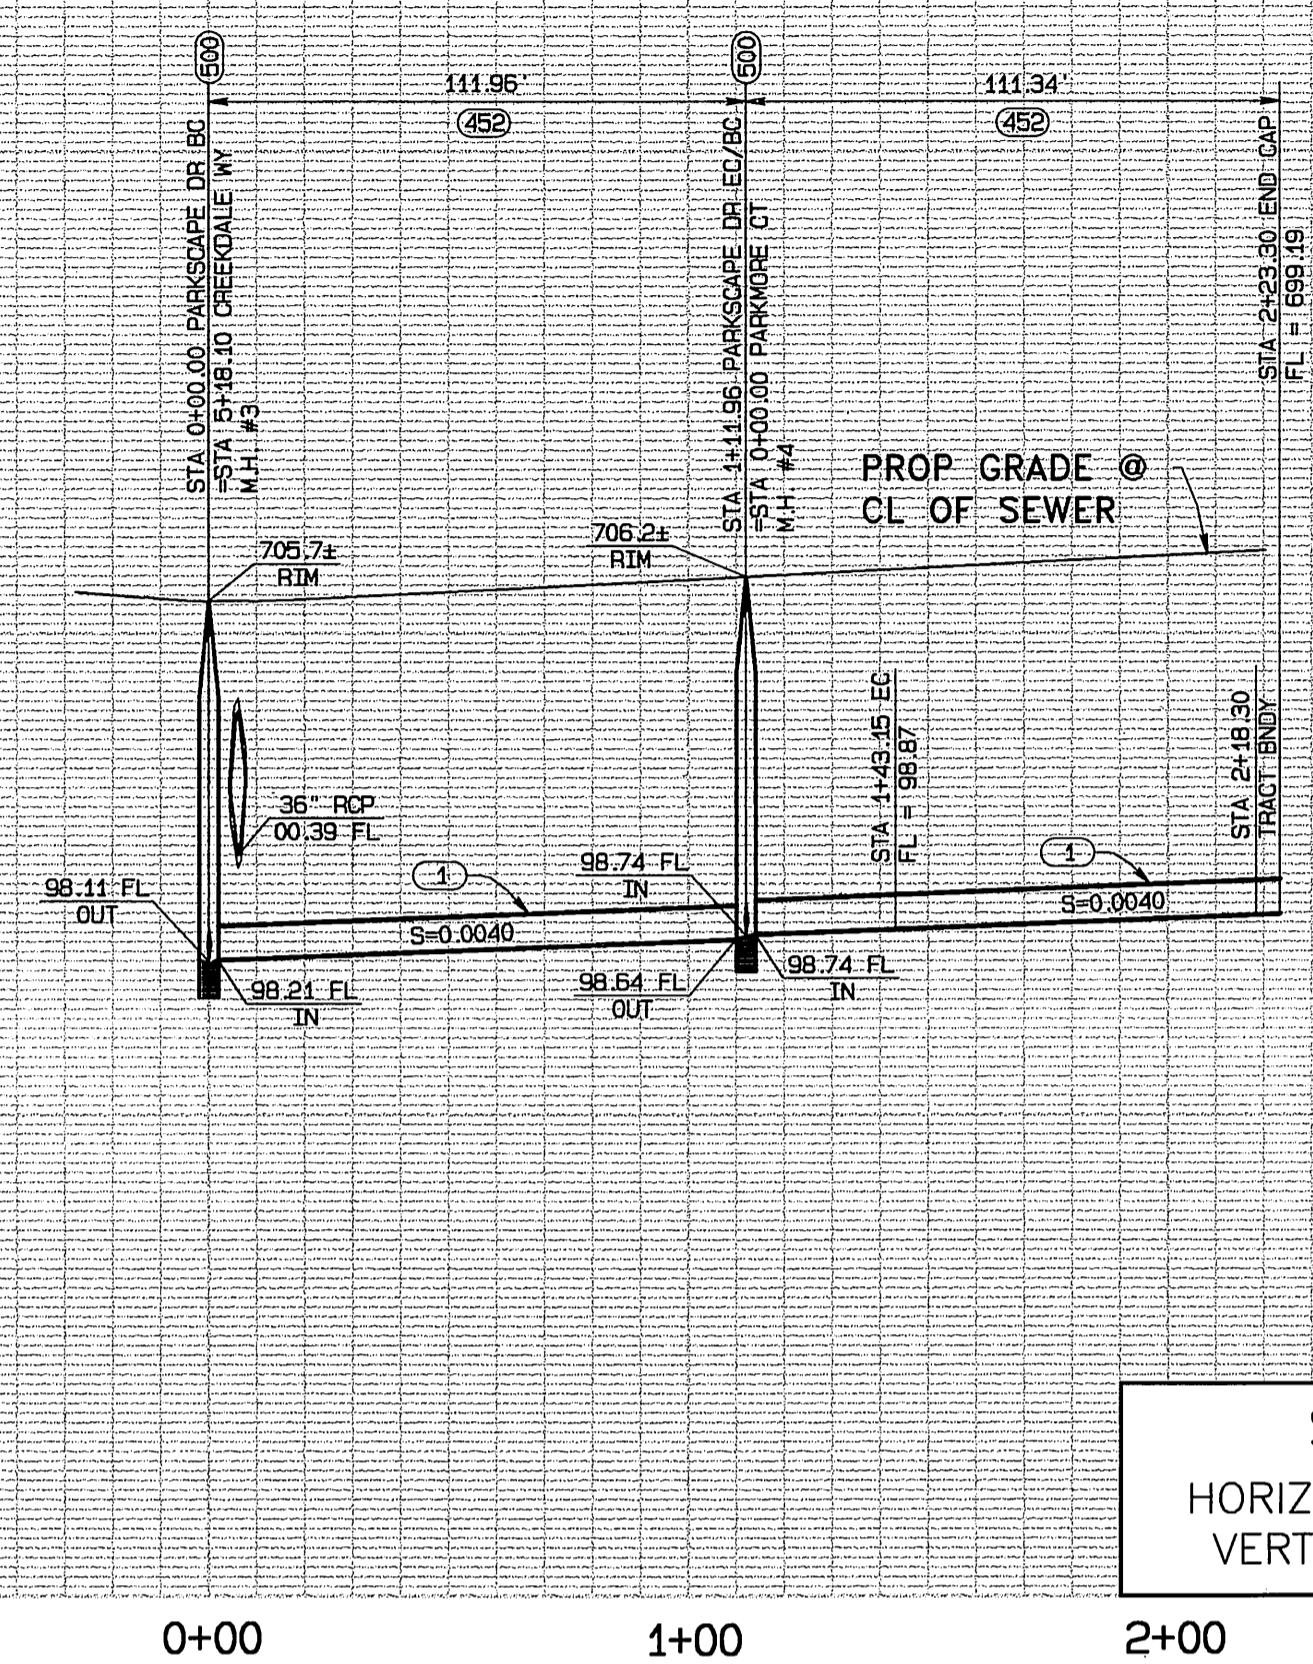 500
500
111.96'
111.34'
452
452
STA 0+00.00 PARKSCAPE DR BC
=STA 5+18.10 CREEKDALE WY
M.H. #3
STA 1+11.96 PARKSCAPE DR EC/BC
=STA 0+00.00 PARKMORE CT
M.H. #4
STA 2+23.30 END CAP
FL = 699.19
PROP GRADE @
CL OF SEWER
705.7±
RIM
706.2±
RIM
36" RCP
00.39 FL
STA 1+43.15 EC
FL = 98.87
STA 2+18.30
TRACT BNDY
98.11 FL
OUT
1
98.74 FL
IN
1
S=0.0040
S=0.0040
98.21 FL
IN
98.64 FL
OUT
98.74 FL
IN
HORIZ
VERT
0+00
1+00
2+00